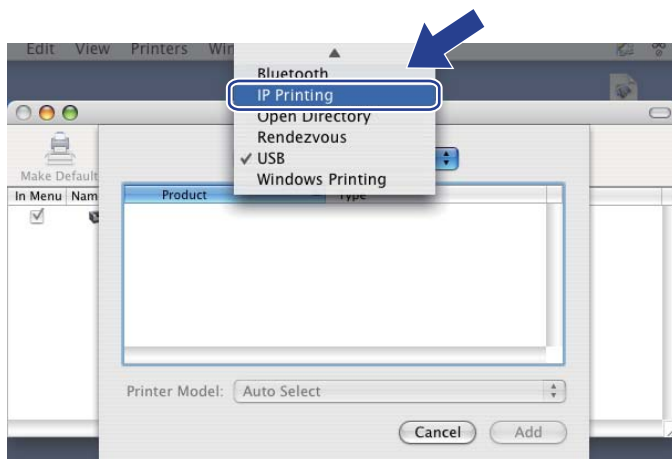 Edit View Printers
Bluetooth
IP Printing
Open Directory
Rendezvous
✓ USB
Windows Printing
Make Default
In Menu
Product
Type
Printer Model: Auto Select
Cancel Add